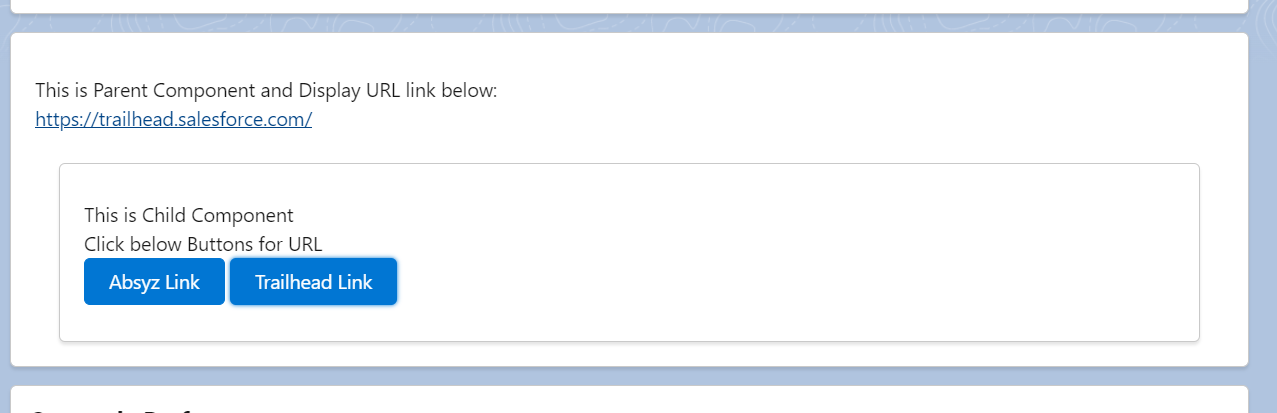 This is Parent Component and Display URL link below:
https://trailhead.salesforce.com/
This is Child Component
Click below Buttons for URL
Absyz Link Trailhead Link